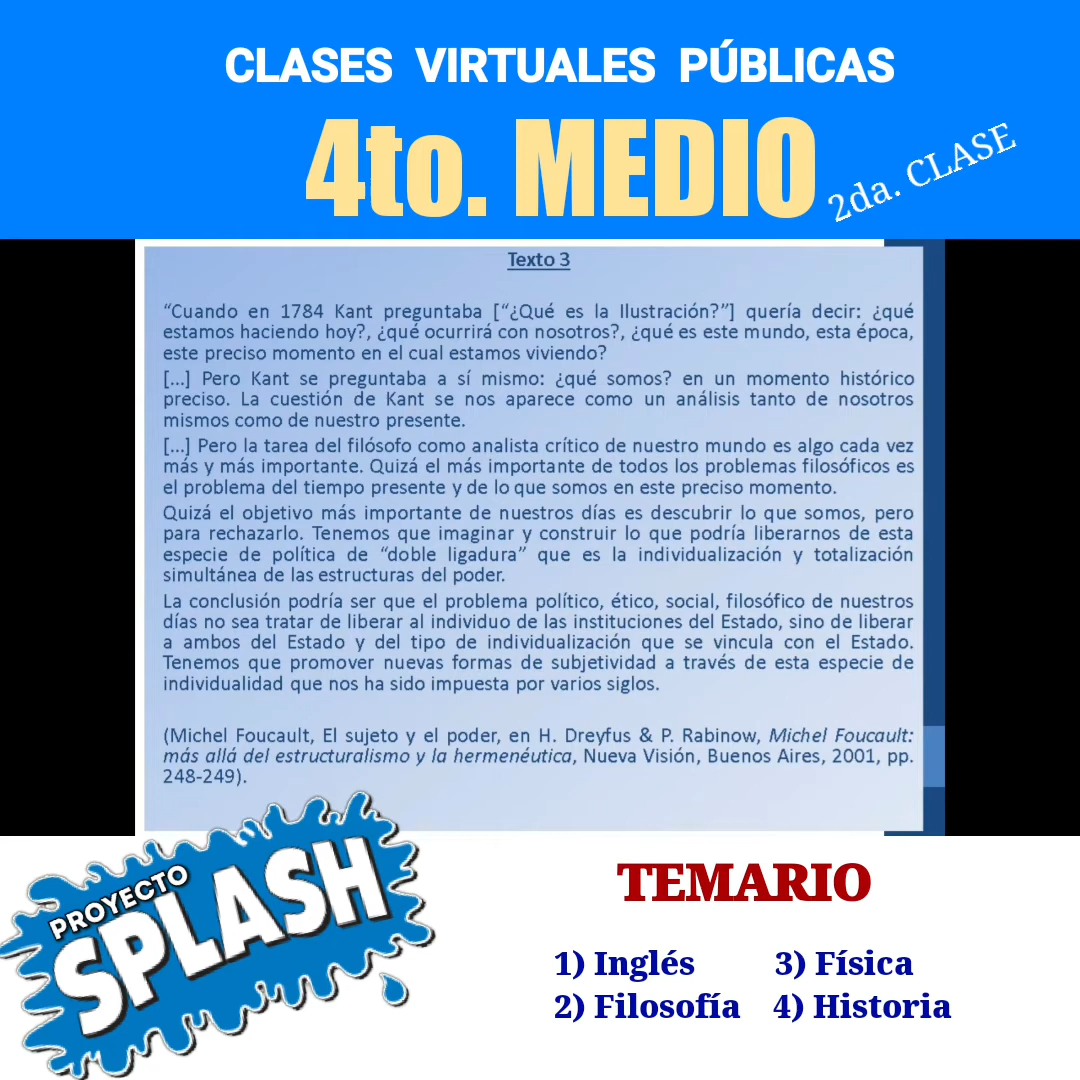 CLASES VIRTUALES PÚBLICAS
4to. MEDIO
2da. CLASE
Texto 3
“Cuando en 1784 Kant preguntaba [“¿Qué es la Ilustración?”] quería decir: ¿qué
estamos haciendo hoy?, ¿qué ocurrirá con nosotros?, ¿qué es este mundo, esta época,
este preciso momento en el cual estamos viviendo?
[...] Pero Kant se preguntaba a sí mismo: ¿qué somos? en un momento histórico
preciso. La cuestión de Kant se nos aparece como un análisis tanto de nosotros
mismos como de nuestro presente.
[...] Pero la tarea del filósofo como analista crítico de nuestro mundo es algo cada vez
más y más importante. Quizá el más importante de todos los problemas filosóficos es
el problema del tiempo presente y de lo que somos en este preciso momento.
Quizá el objetivo más importante de nuestros días es descubrir lo que somos, pero
para rechazarlo. Tenemos que imaginar y construir lo que podría liberarnos de esta
especie de política de “doble ligadura” que es la individualización y totalización
simultánea de las estructuras del poder.
La conclusión podría ser que el problema político, ético, social, filosófico de nuestros
días no sea tratar de liberar al individuo de las instituciones del Estado, sino de liberar
a ambos del Estado y del tipo de individualización que se vincula con el Estado.
Tenemos que promover nuevas formas de subjetividad a través de esta especie de
individualidad que nos ha sido impuesta por varios siglos.
(Michel Foucault, El sujeto y el poder, en H. Dreyfus & P. Rabinow, Michel Foucault:
más allá del estructuralismo y la hermenéutica, Nueva Visión, Buenos Aires, 2001, pp.
248-249).
PROYECTO
SPLASH
TEMARIO
1) Inglés 3) Física
2) Filosofía 4) Historia